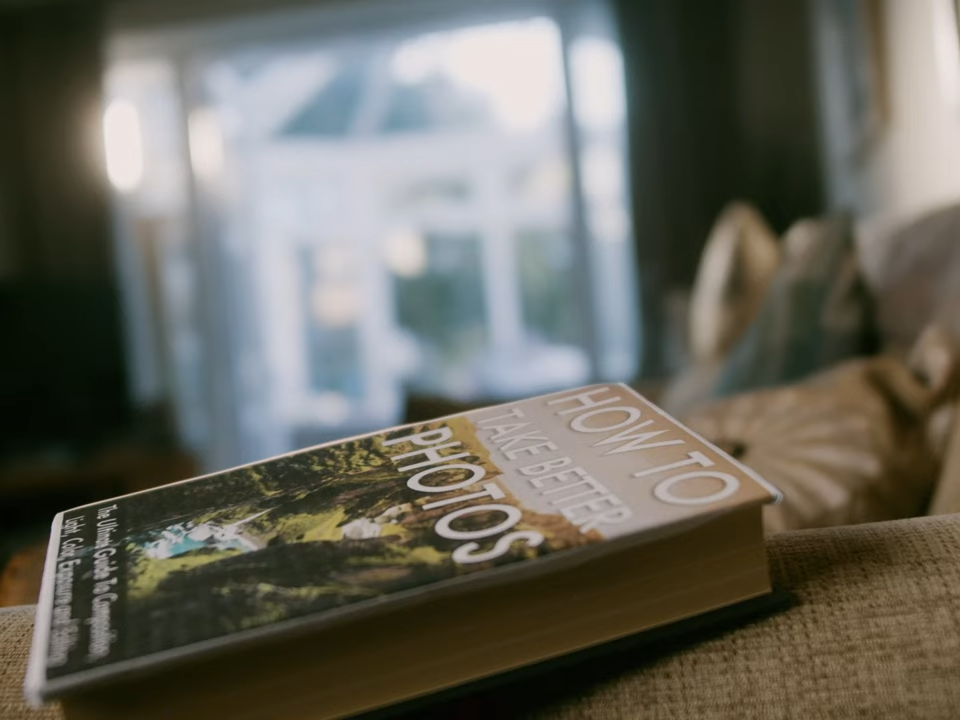 HOW TO
TAKE BETTER
PHOTOS
The Ultimate Guide To Composition,
Light, Color, Exposure and Editing